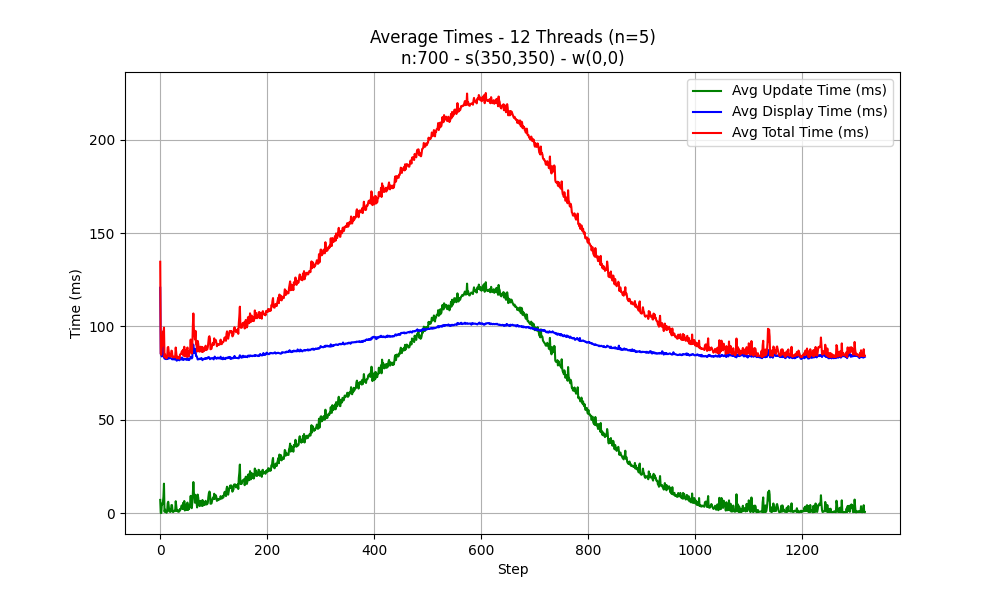 Average Times - 12 Threads (n=5)
n:700 - s(350,350) - w(0,0)
Avg Update Time (ms)
Avg Display Time (ms)
Avg Total Time (ms)
Time (ms)
200
150
100
50
0
0 200 400 600 800 1000 1200
Step